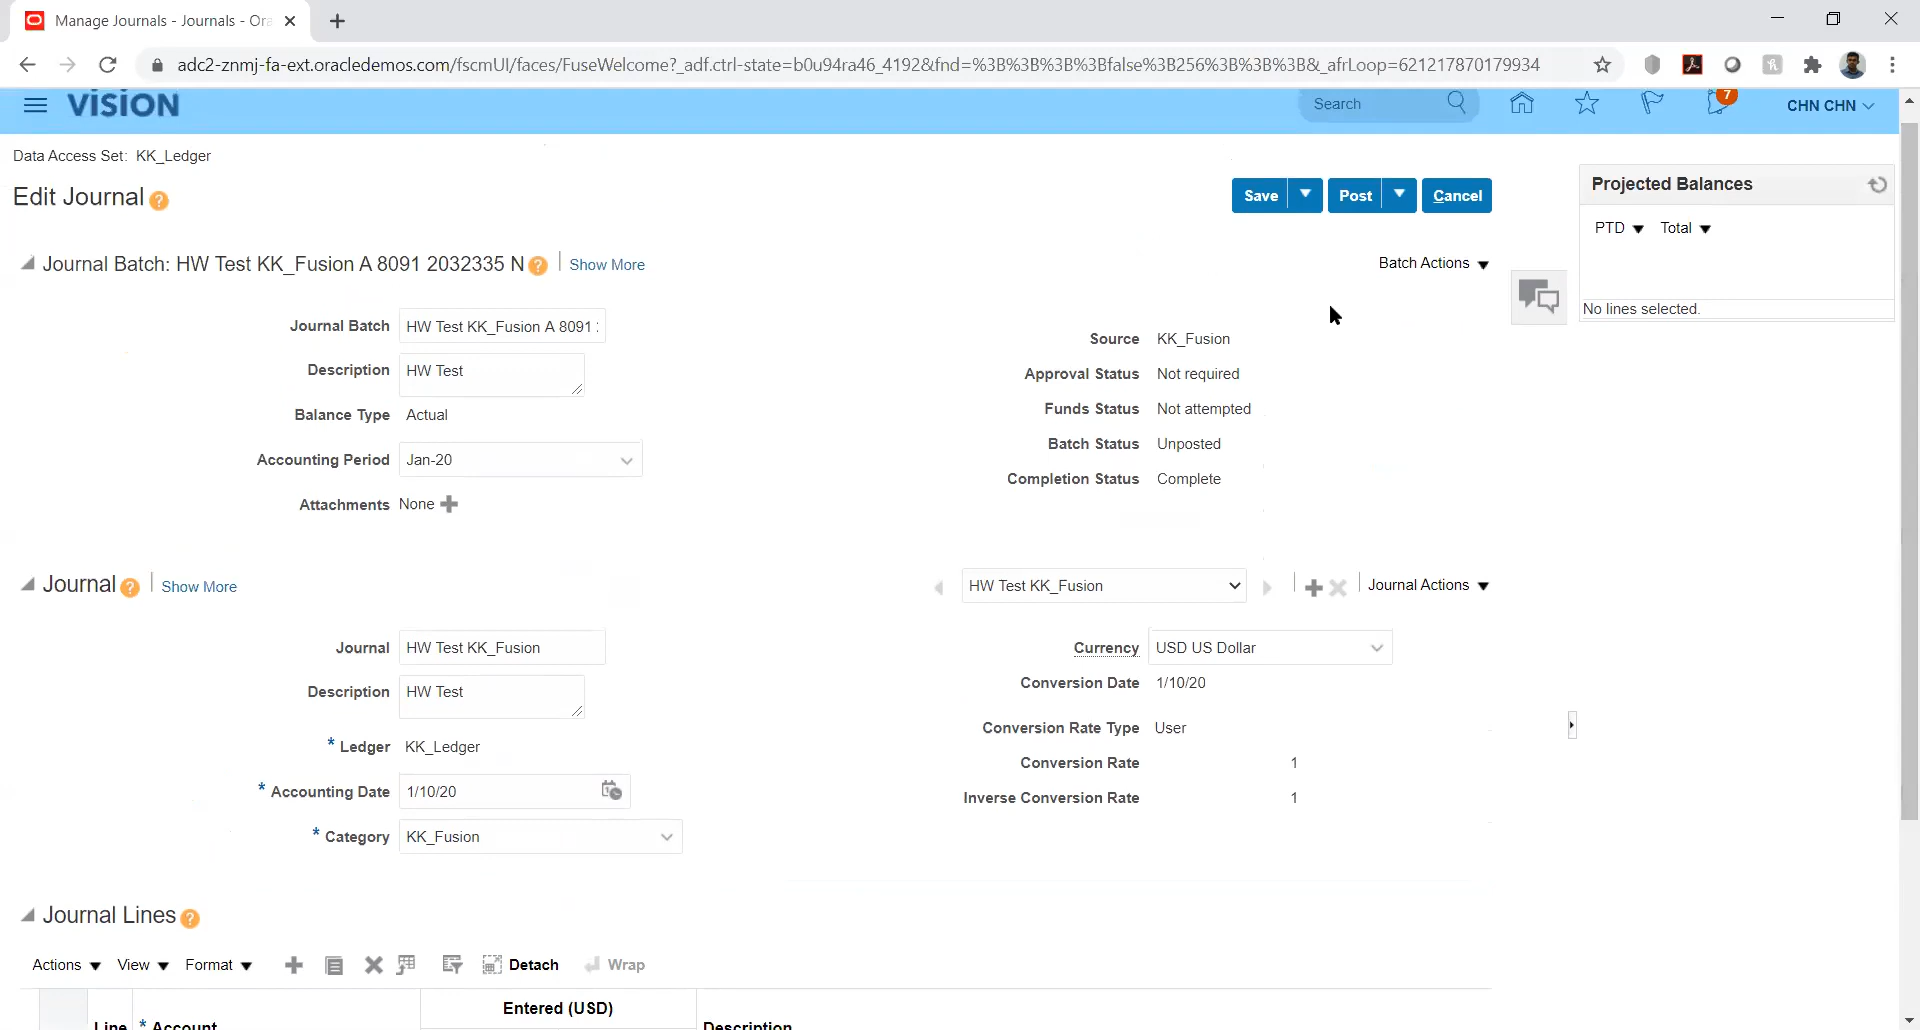 Manage Journals - Journals - Ora
adc2-znmj-fa-ext.oracledemos.com/fscmUI/faces/FuseWelcome?_adf.ctrl-state=b0u94ra46_4192&fnd=%3B%3B%3B%3Bfalse%3B256%3B%3B%3B&_afrLoop=621217870179934
VISION
Search
7
CHN CHN
Data Access Set: KK_Ledger
Edit Journal ?
Save Post Cancel
Projected Balances
PTD Total
No lines selected.
Journal Batch: HW Test KK_Fusion A 8091 2032335 N ? Show More
Batch Actions
Journal Batch HW Test KK_Fusion A 8091 :
Description HW Test
Balance Type Actual
Accounting Period Jan-20
Attachments None
Source KK_Fusion
Approval Status Not required
Funds Status Not attempted
Batch Status Unposted
Completion Status Complete
Journal ? Show More
HW Test KK_Fusion
Journal Actions
Journal HW Test KK_Fusion
Description HW Test
* Ledger KK_Ledger
* Accounting Date 1/10/20
* Category KK_Fusion
Currency USD US Dollar
Conversion Date 1/10/20
Conversion Rate Type User
Conversion Rate 1
Inverse Conversion Rate 1
Journal Lines ?
Actions View Format Detach Wrap
Entered (USD)
Line * Account Description